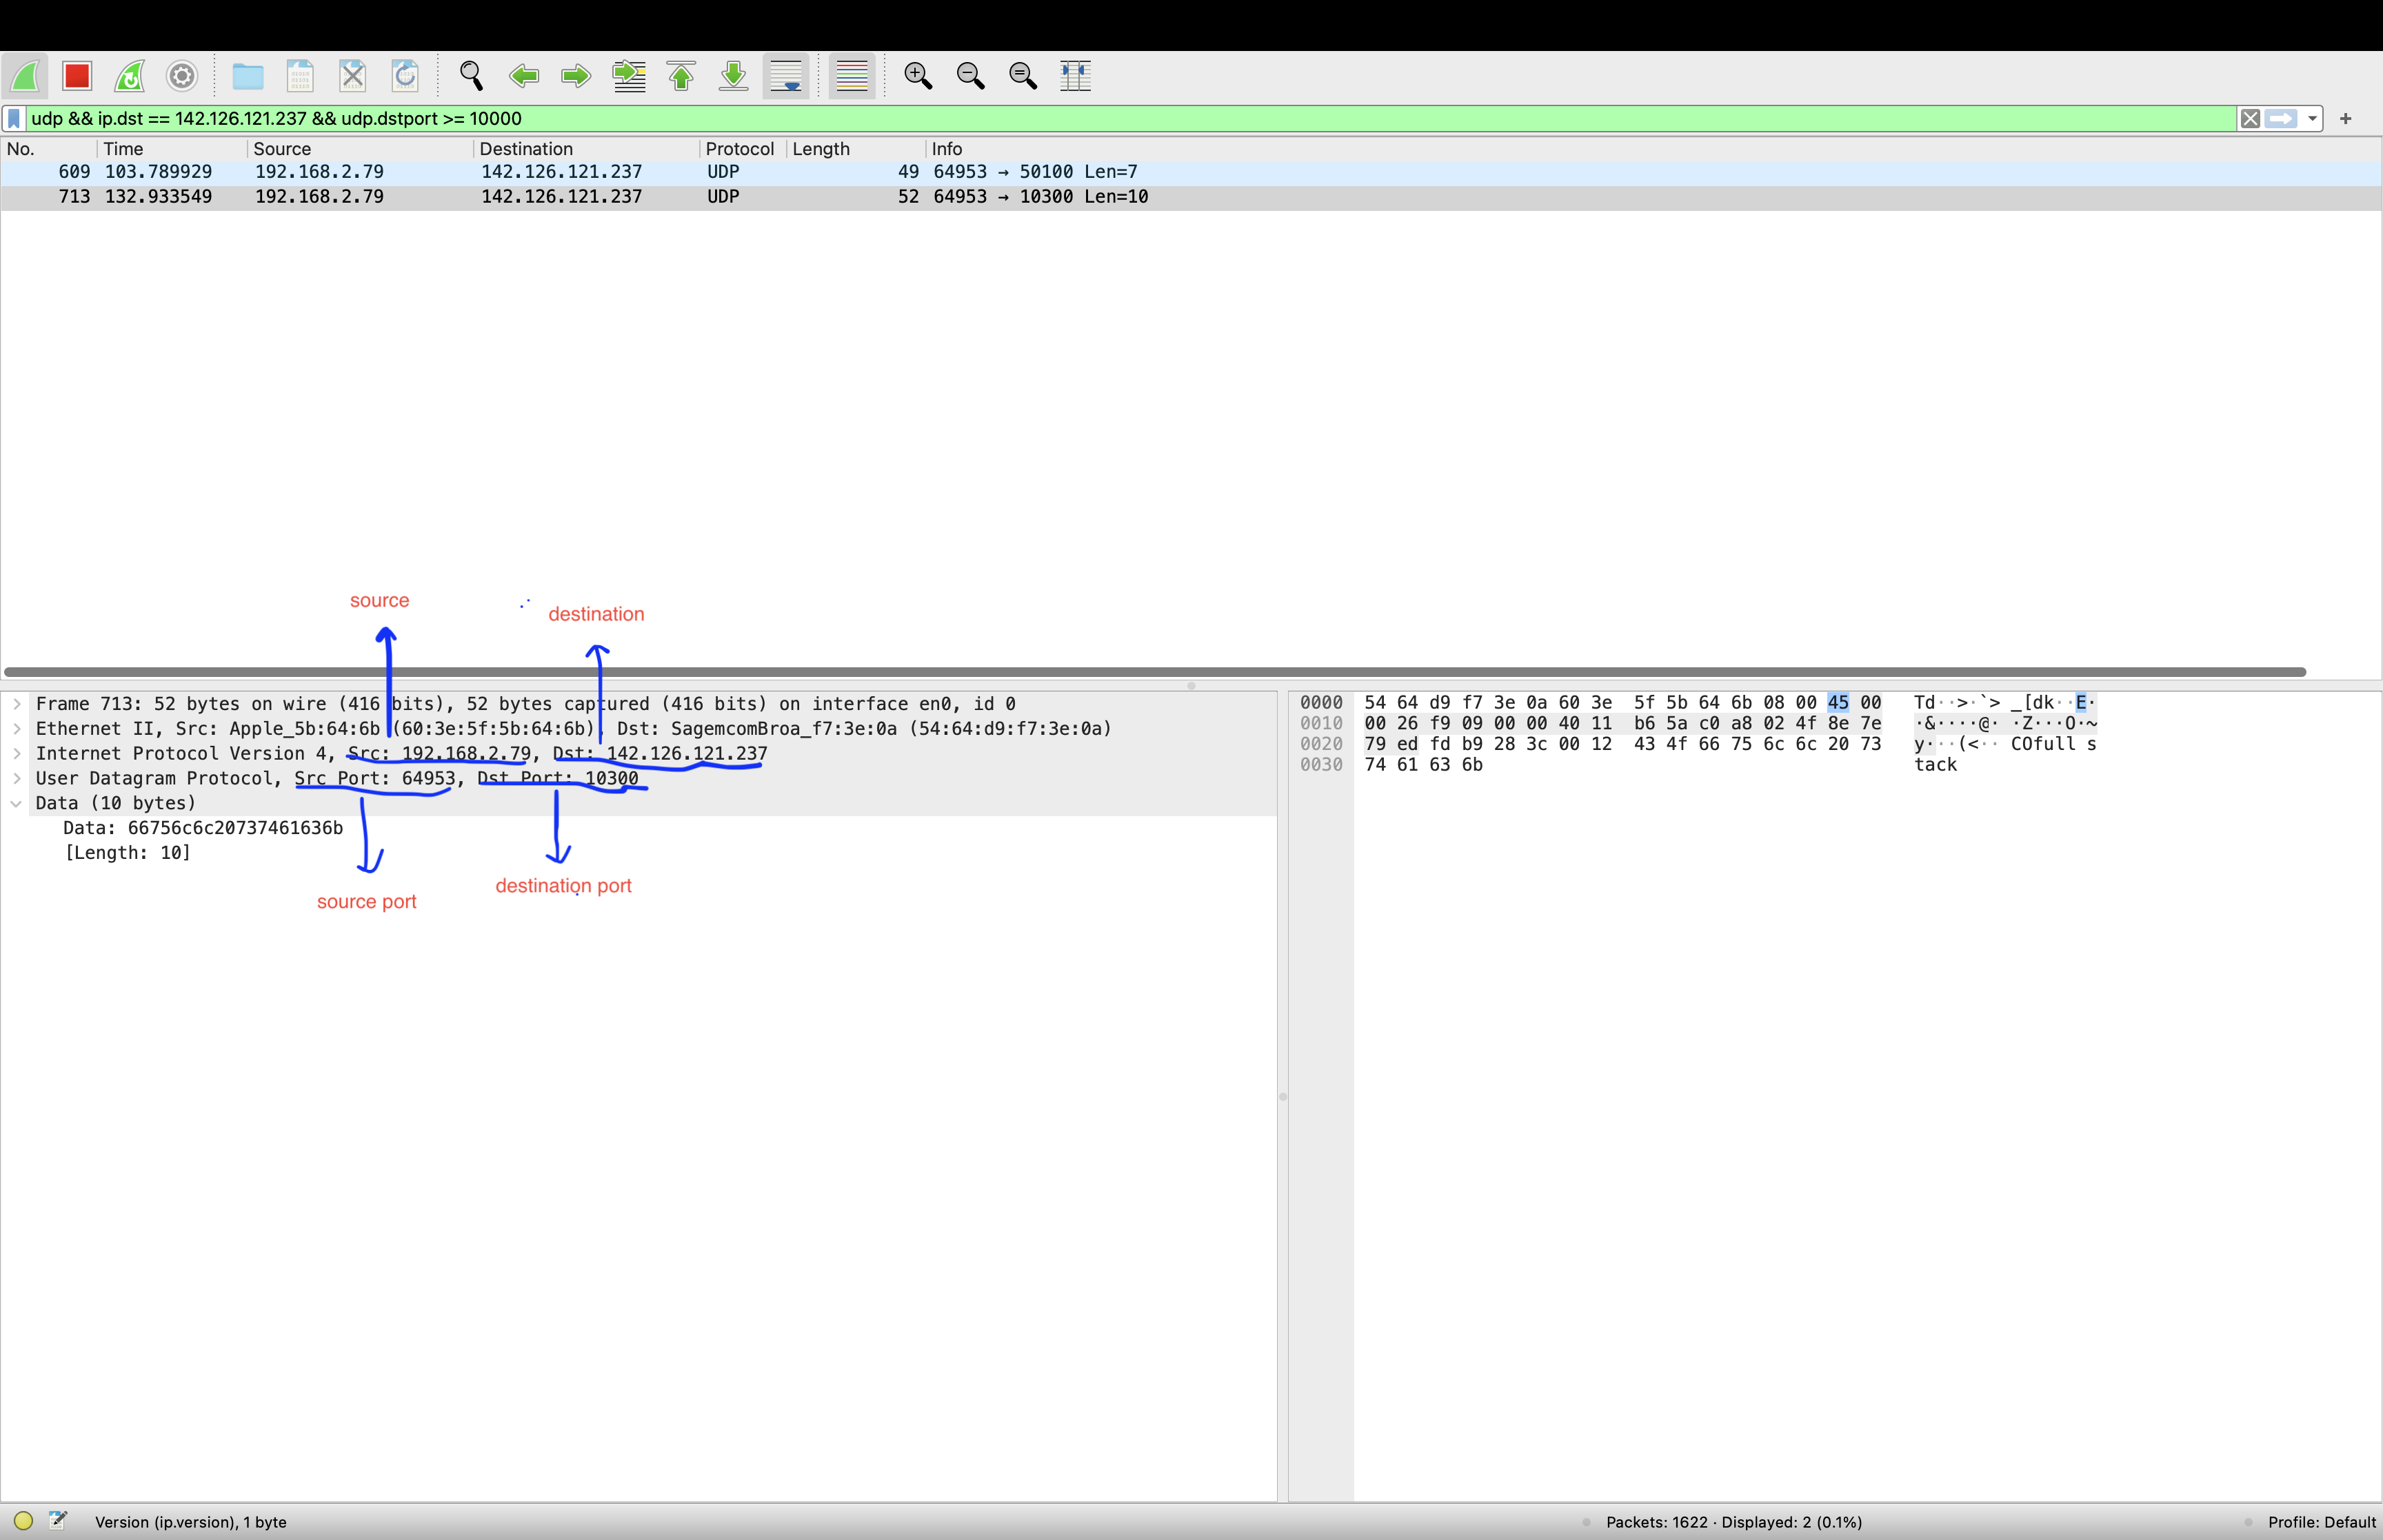 udp && ip.dst == 142.126.121.237 && udp.dstport >= 10000
No. Time Source Destination Protocol Length Info
609 103.789929 192.168.2.79 142.126.121.237 UDP 49 64953 → 50100 Len=7
713 132.933549 192.168.2.79 142.126.121.237 UDP 52 64953 → 10300 Len=10
source
destination
Frame 713: 52 bytes on wire (416 bits), 52 bytes captured (416 bits) on interface en0, id 0
Ethernet II, Src: Apple_5b:64:6b (60:3e:5f:5b:64:6b), Dst: SagemcomBroa_f7:3e:0a (54:64:d9:f7:3e:0a)
Internet Protocol Version 4, Src: 192.168.2.79, Dst: 142.126.121.237
User Datagram Protocol, Src Port: 64953, Dst Port: 10300
Data (10 bytes)
Data: 66756c6c20737461636b
[Length: 10]
source port
destination port
0000 54 64 d9 f7 3e 0a 60 3e 5f 5b 64 6b 08 00 45 00 Td··>·`> _[dk··E·
0010 00 26 f9 09 00 00 40 11 b6 5a c0 a8 02 4f 8e 7e ·&····@· ·Z···O·~
0020 79 ed fd b9 28 3c 00 12 43 4f 66 75 6c 6c 20 73 y···(<·· COfull s
0030 74 61 63 6b tack
Version (ip.version), 1 byte
Packets: 1622 · Displayed: 2 (0.1%)
Profile: Default